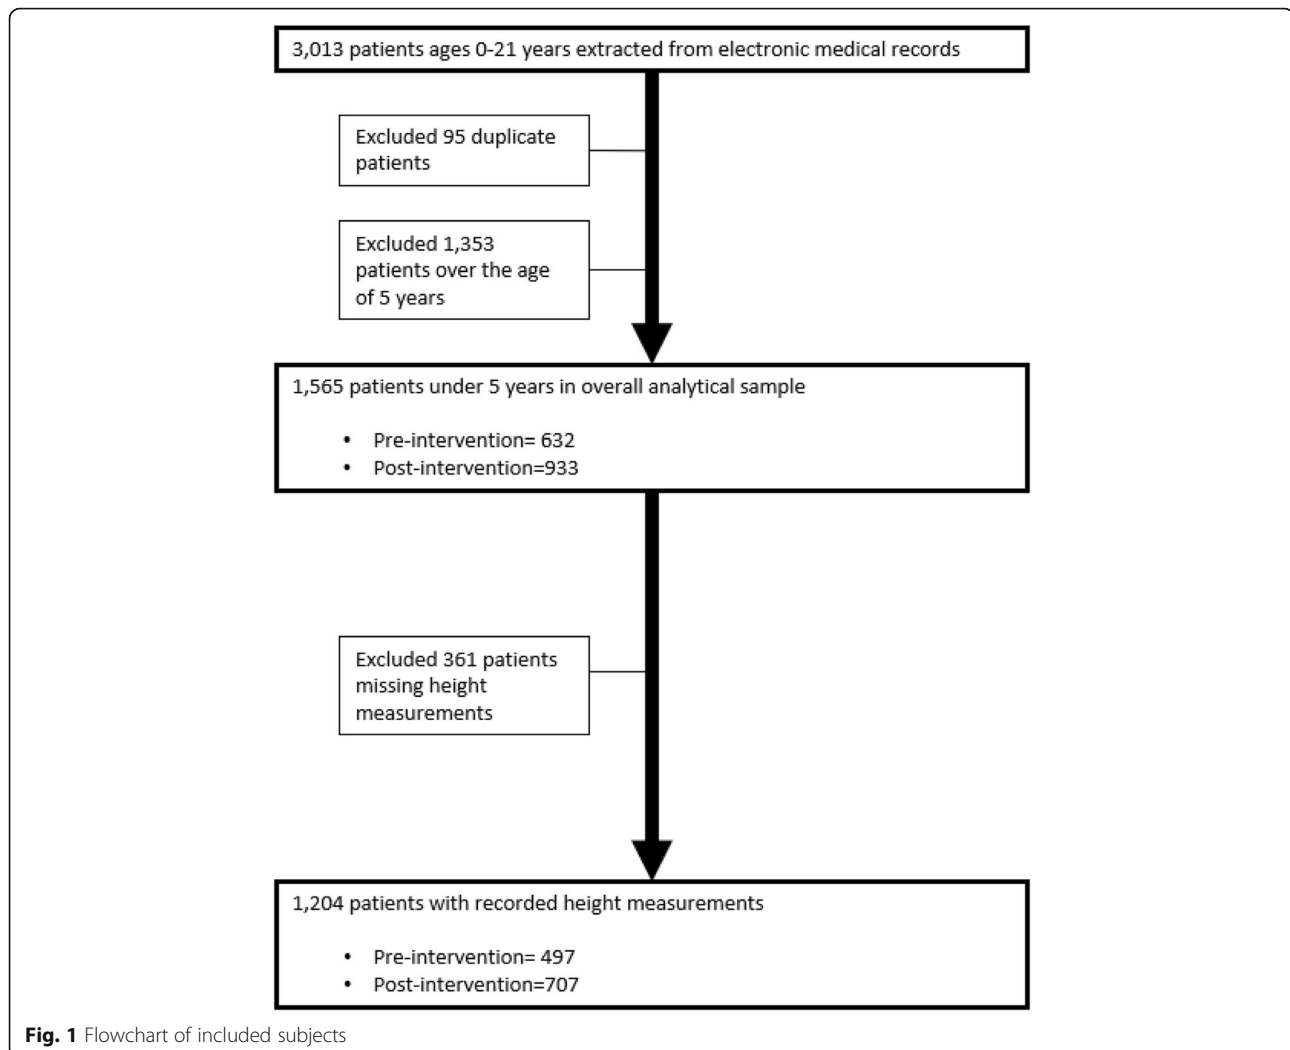 3,013 patients ages 0-21 years extracted from electronic medical records
Excluded 95 duplicate
patients
Excluded 1,353
patients over the age
of 5 years
1,565 patients under 5 years in overall analytical sample
• Pre-intervention= 632
• Post-intervention=933
Excluded 361 patients
missing height
measurements
1,204 patients with recorded height measurements
• Pre-intervention= 497
• Post-intervention=707
Fig. 1 Flowchart of included subjects